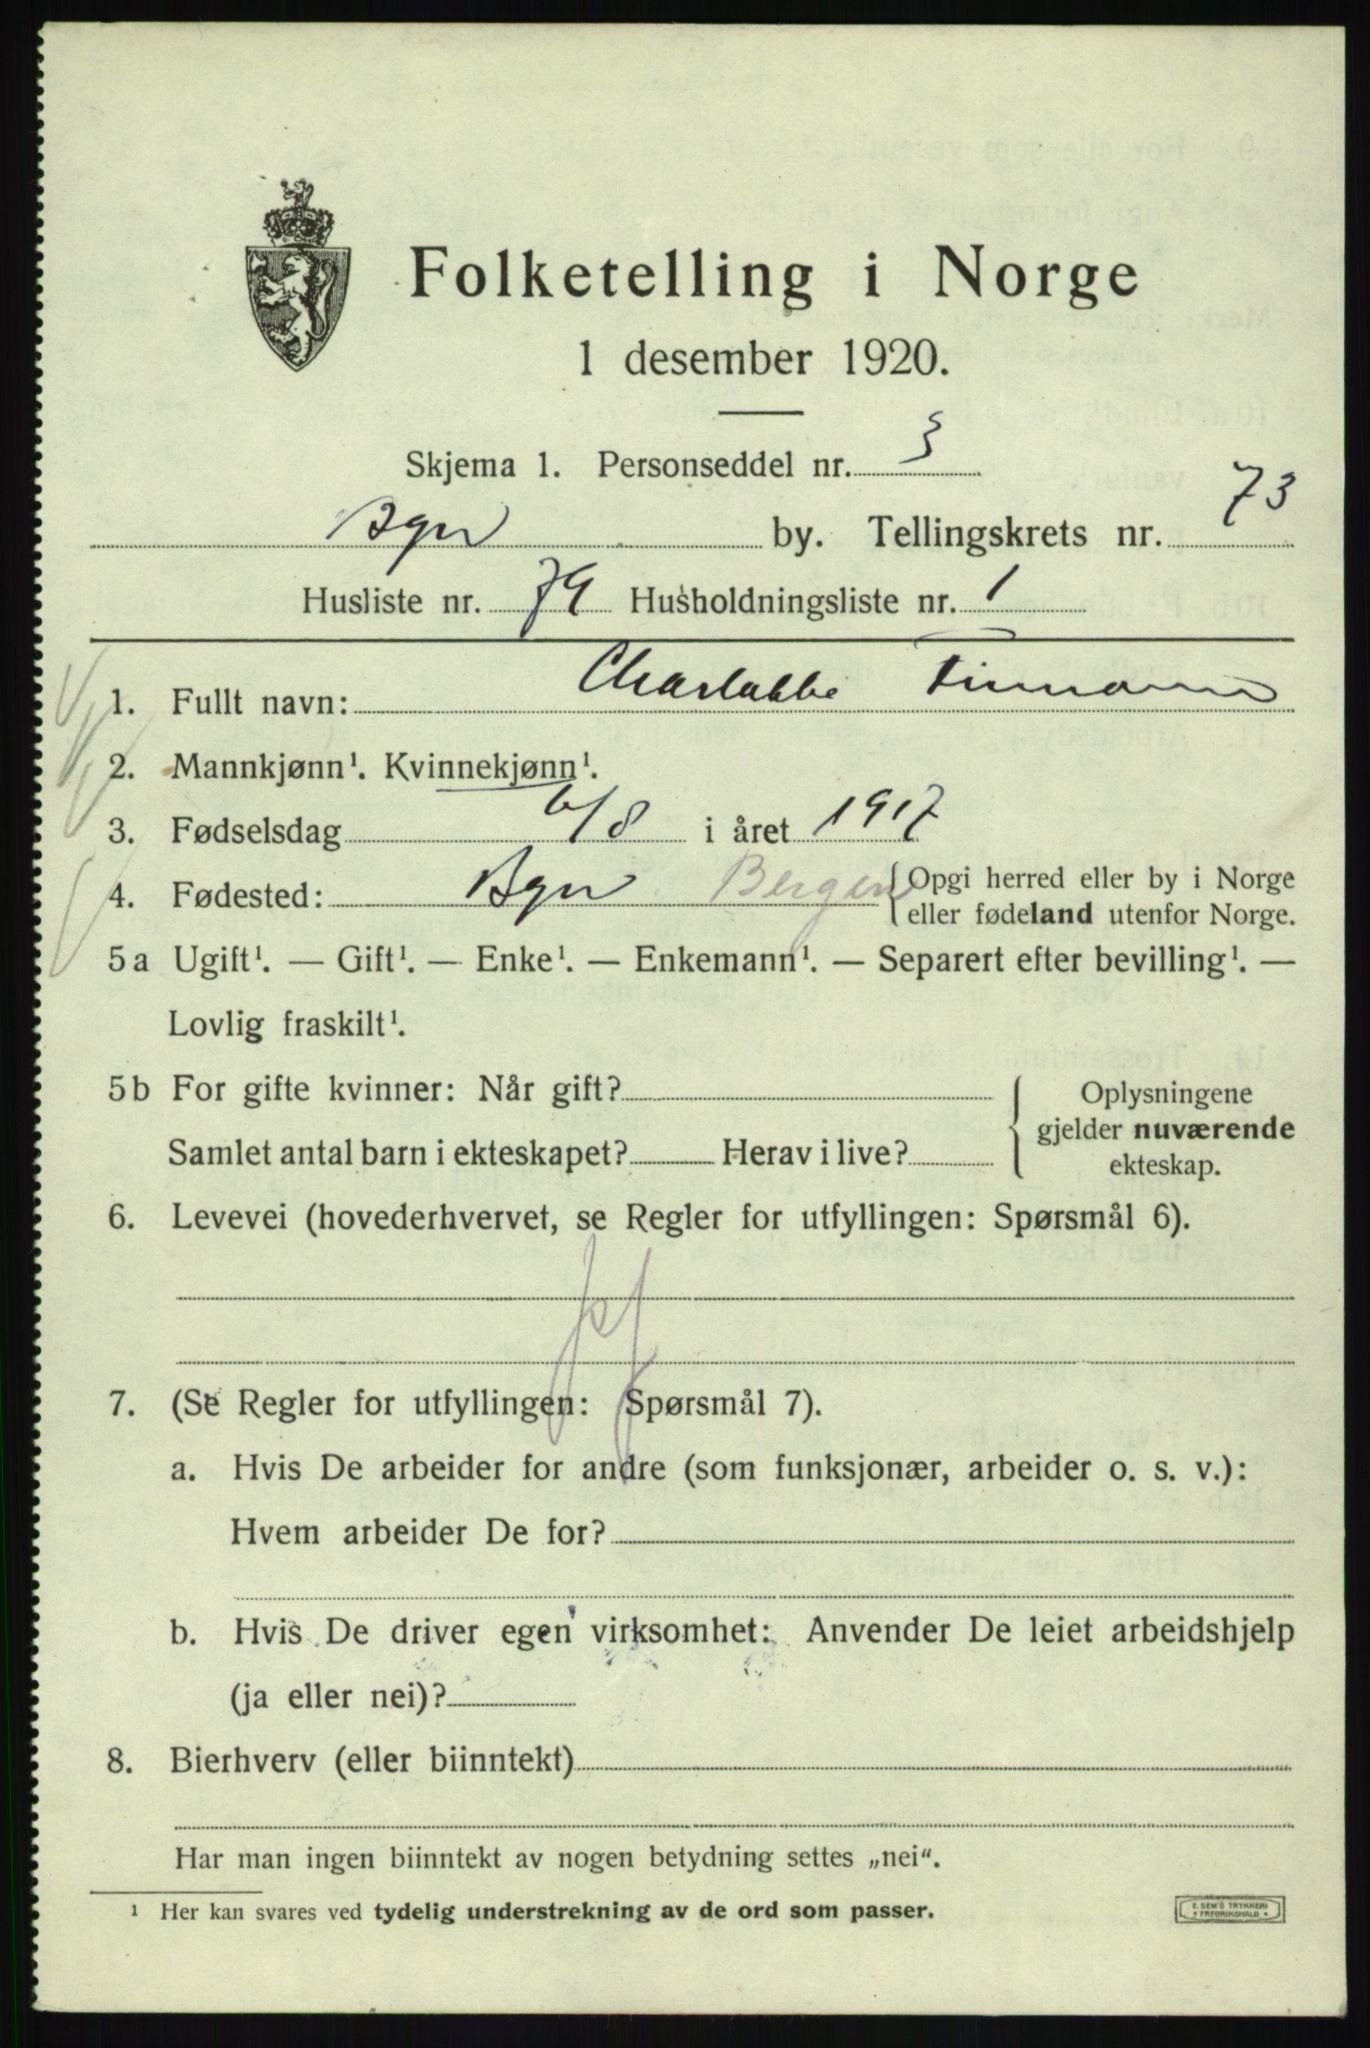 Folketelling i Norge
1 desember 1920.
Skjema 1. Personseddel nr. 3
Bgn by. Tellingskrets nr. 73
Husliste nr. 79 Husholdningsliste nr. 1
1. Fullt navn: Charlotte
2. Mannkjønn¹. Kvinnekjønn¹.
3. Fødselsdag 6/8 i året 1917
4. Fødested: Bgn Bergen {Opgi herred eller by i Norge
eller fødeland utenfor Norge.
5a Ugift¹. — Gift¹. — Enke¹. — Enkemann¹. — Separert efter bevilling¹. —
Lovlig fraskilt¹.
5b For gifte kvinner: Når gift?
Samlet antal barn i ekteskapet? Herav i live?
{ Oplysningene
gjelder nuværende
ekteskap.
6. Levevei (hovederhvervet, se Regler for utfyllingen: Spørsmål 6).
7. (Se Regler for utfyllingen: Spørsmål 7).
a. Hvis De arbeider for andre (som funksjonær, arbeider o. s. v.):
Hvem arbeider De for?
b. Hvis De driver egen virksomhet: Anvender De leiet arbeidshjelp
(ja eller nei)?
8. Bierhverv (eller biinntekt)
Har man ingen biinntekt av nogen betydning settes „nei".
¹ Her kan svares ved tydelig understrekning av de ord som passer.
E. SEM'S TRYKKERI
FREDRIKSHALD